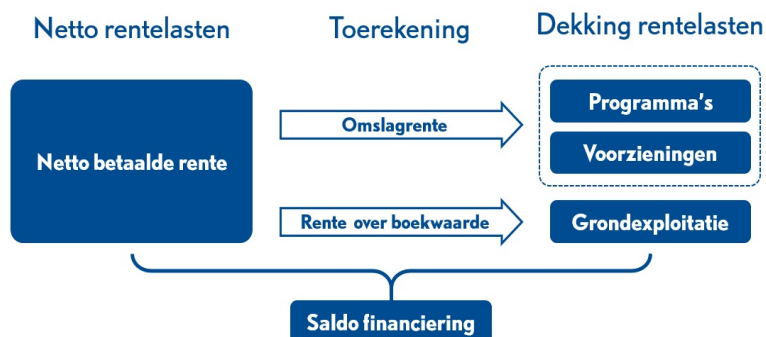 Netto rentelasten
Toerekening
Dekking rentelasten
Netto betaalde rente
Omslagrente
Programma's
Voorzieningen
Rente over boekwaarde
Grondexploitatie
Saldo financiering